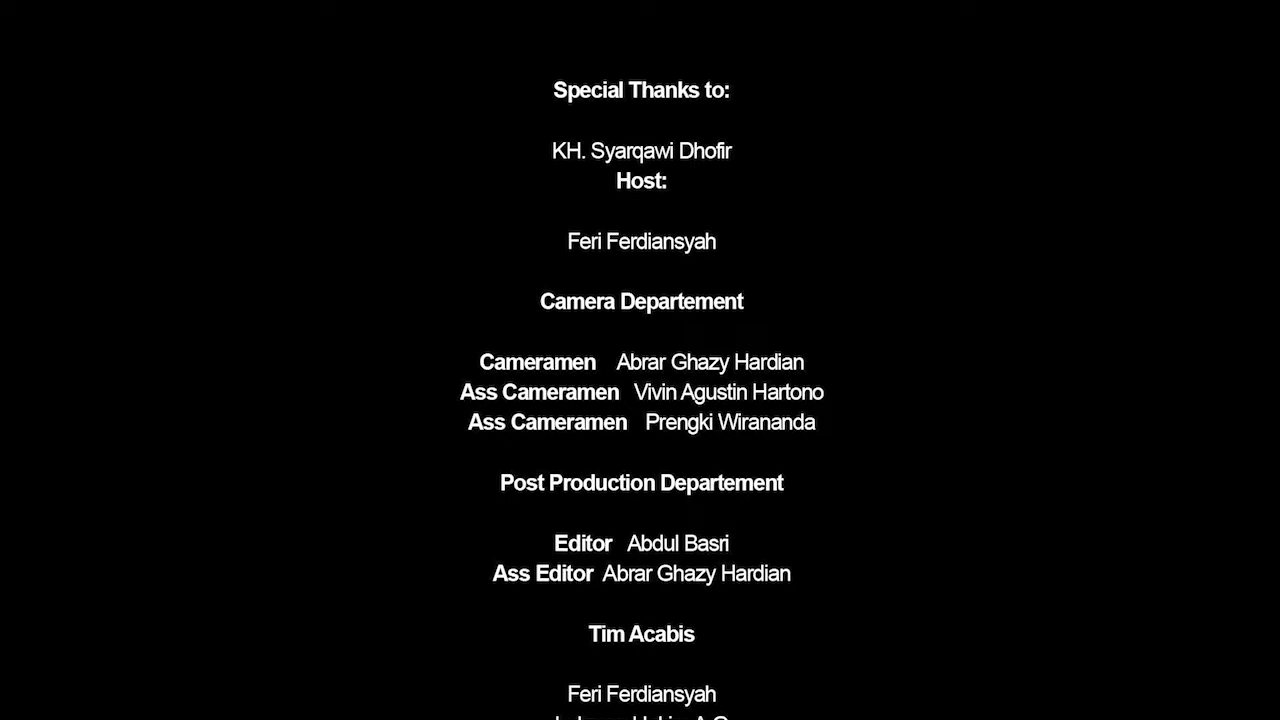 Special Thanks to:
KH. Syarqawi Dhofir
Host:
Feri Ferdiansyah
Camera Departement
Cameramen Abrar Ghazy Hardian
Ass Cameramen Vivin Agustin Hartono
Ass Cameramen Prengki Wirananda
Post Production Departement
Editor Abdul Basri
Ass Editor Abrar Ghazy Hardian
Tim Acabis
Feri Ferdiansyah